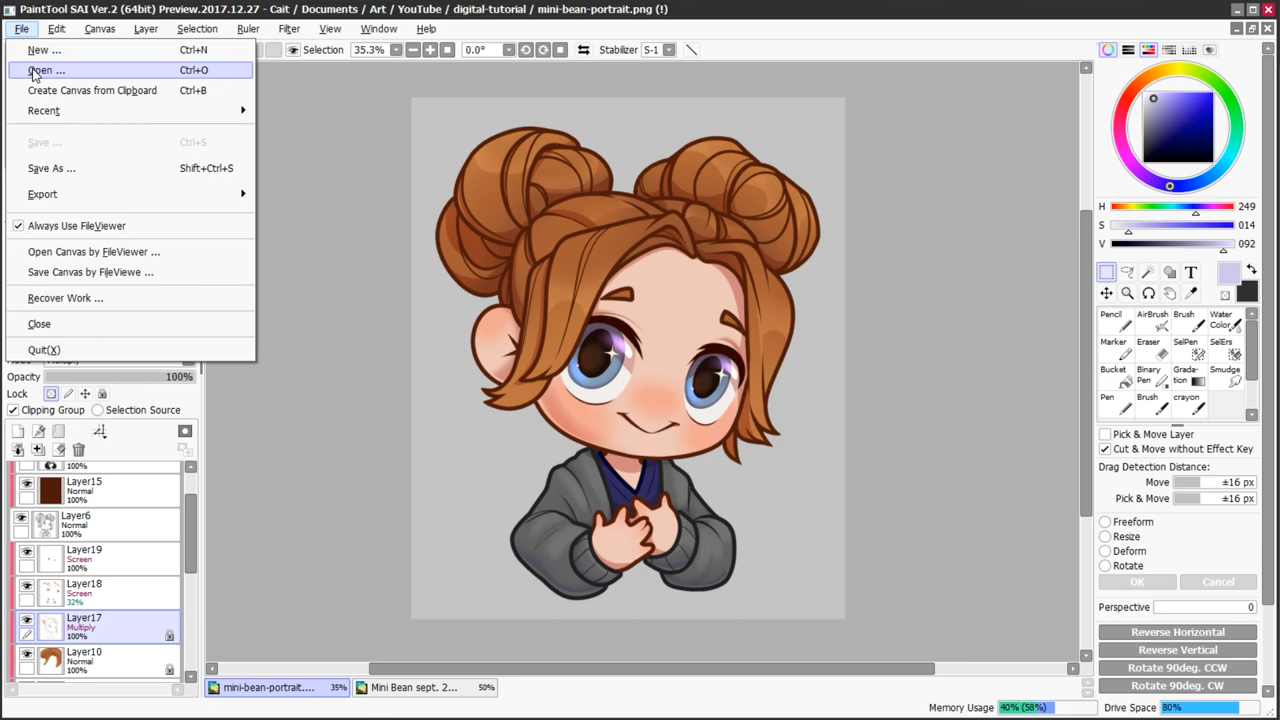 PaintTool SAI Ver.2 (64bit) Preview.2017.12.27 - Cait / Documents / Art / YouTube / digital-tutorial / mini-bean-portrait.png (!)
File Edit Canvas Layer Selection Ruler Filter View Window Help
New ... Ctrl+N
Selection 35.3% 0.0° Stabilizer S-1
Open ... Ctrl+O
Create Canvas from Clipboard Ctrl+B
Recent
Save ... Ctrl+S
Save As ... Shift+Ctrl+S
Export
Always Use FileViewer
Open Canvas by FileViewer ...
Save Canvas by FileViewe ...
Recover Work ...
Close
Quit(X)
Opacity 100%
Lock
Clipping Group Selection Source
100%
Layer15
Normal
100%
Layer6
Normal
100%
Layer19
Screen
100%
Layer18
Screen
32%
Layer17
Multiply
100%
Layer10
Normal
100%
mini-bean-portrait.... 35% Mini Bean sept. 2... 50%
Memory Usage 40% (58%) Drive Space 80%
H 249
S 014
V 092
T
Pencil AirBrush Brush Water Color
Marker Eraser SelPen SelErs
Bucket Binary Pen Grada-tion Smudge
Pen Brush crayon
Pick & Move Layer
Cut & Move without Effect Key
Drag Detection Distance:
Move ±16 px
Pick & Move ±16 px
Freeform
Resize
Deform
Rotate
OK Cancel
Perspective 0
Reverse Horizontal
Reverse Vertical
Rotate 90deg. CCW
Rotate 90deg. CW